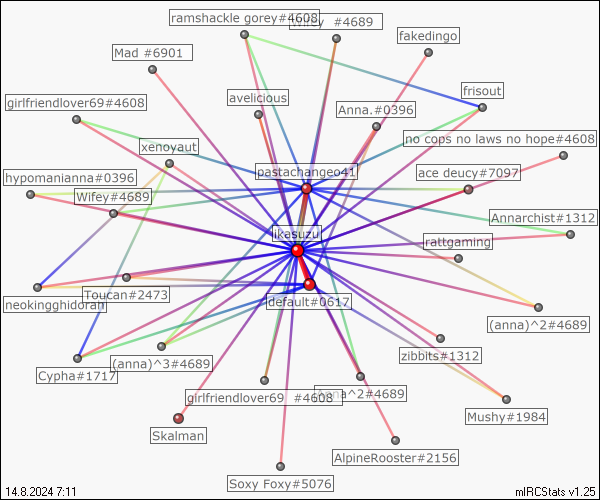 ramshackle gorey#4608
Wifey #4689
fakedingo
Mad #6901
frisout
avelicious
girlfriendlover69#4608
Anna.#0396
no cops no laws no hope#4608
xenoyaut
pastachangeo41
ace deucy#7097
hypomanianna#0396
Wifey#4689
Annarchist#1312
ikasuzu
rattgaming
neokingghidorah
Toucan#2473
default#0617
(anna)^2#4689
zibbits#1312
(anna)^3#4689
Cypha#1717
girlfriendlover69 #4608
Anna^2#4689
Mushy#1984
Skalman
AlpineRooster#2156
Soxy Foxy#5076
14.8.2024 7:11
mIRCStats v1.25